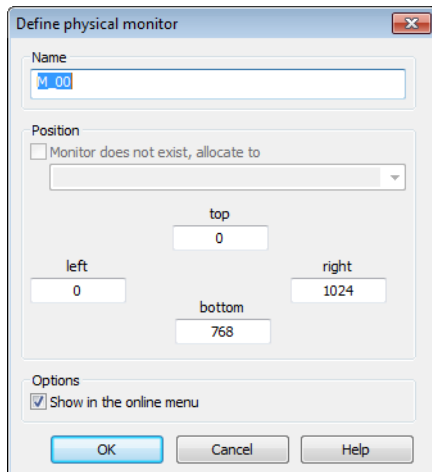 Define physical monitor
Name
M_00
Position
Monitor does not exist, allocate to
top
0
left
right
0
1024
bottom
768
Options
Show in the online menu
OK
Cancel
Help